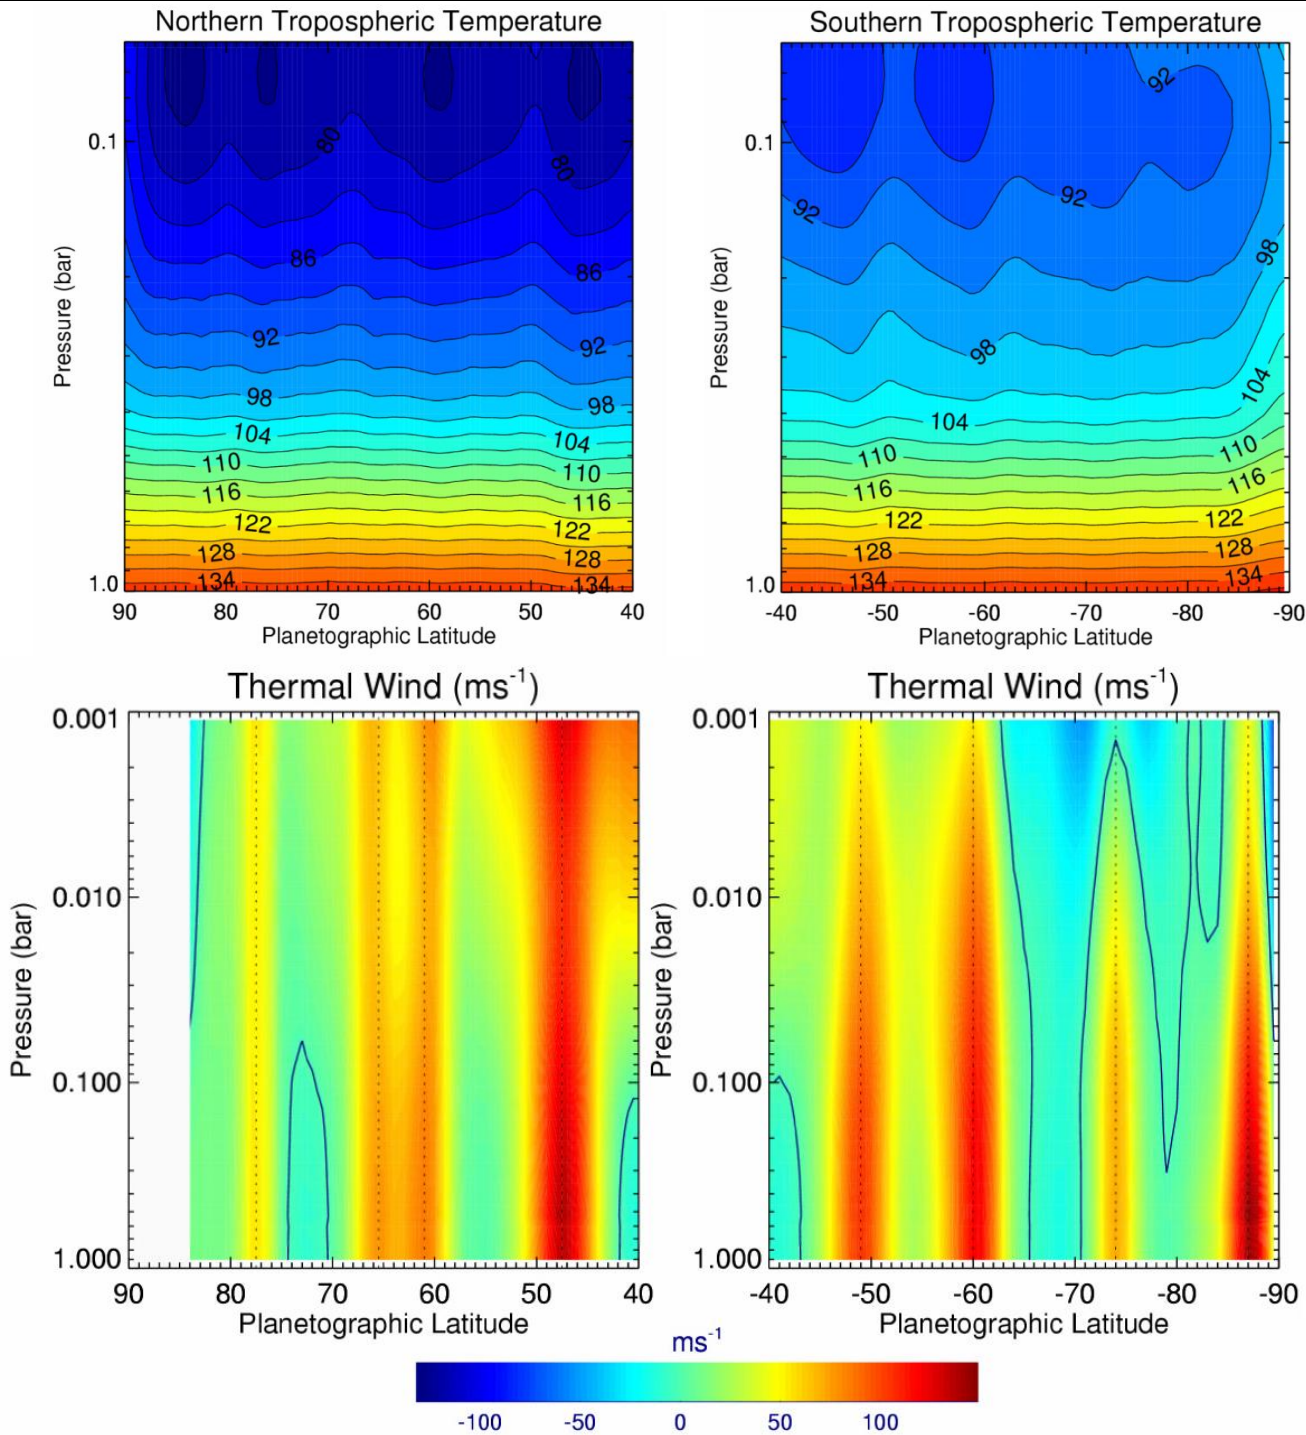 Northern Tropospheric Temperature
Southern Tropospheric Temperature
80
80
86
86
92
92
98
98
104
104
110
110
116
116
122
122
128
128
134
134
0.1
1.0
Pressure (bar)
90 80 70 60 50 40
Planetographic Latitude
92
92
92
98
98
104
104
110
110
116
116
122
122
128
128
134
134
0.1
1.0
Pressure (bar)
-40 -50 -60 -70 -80 -90
Planetographic Latitude
Thermal Wind (ms⁻¹)
Thermal Wind (ms⁻¹)
0.001
0.010
0.100
1.000
Pressure (bar)
90 80 70 60 50 40
Planetographic Latitude
0.001
0.010
0.100
1.000
Pressure (bar)
-40 -50 -60 -70 -80 -90
Planetographic Latitude
ms⁻¹
-100 -50 0 50 100